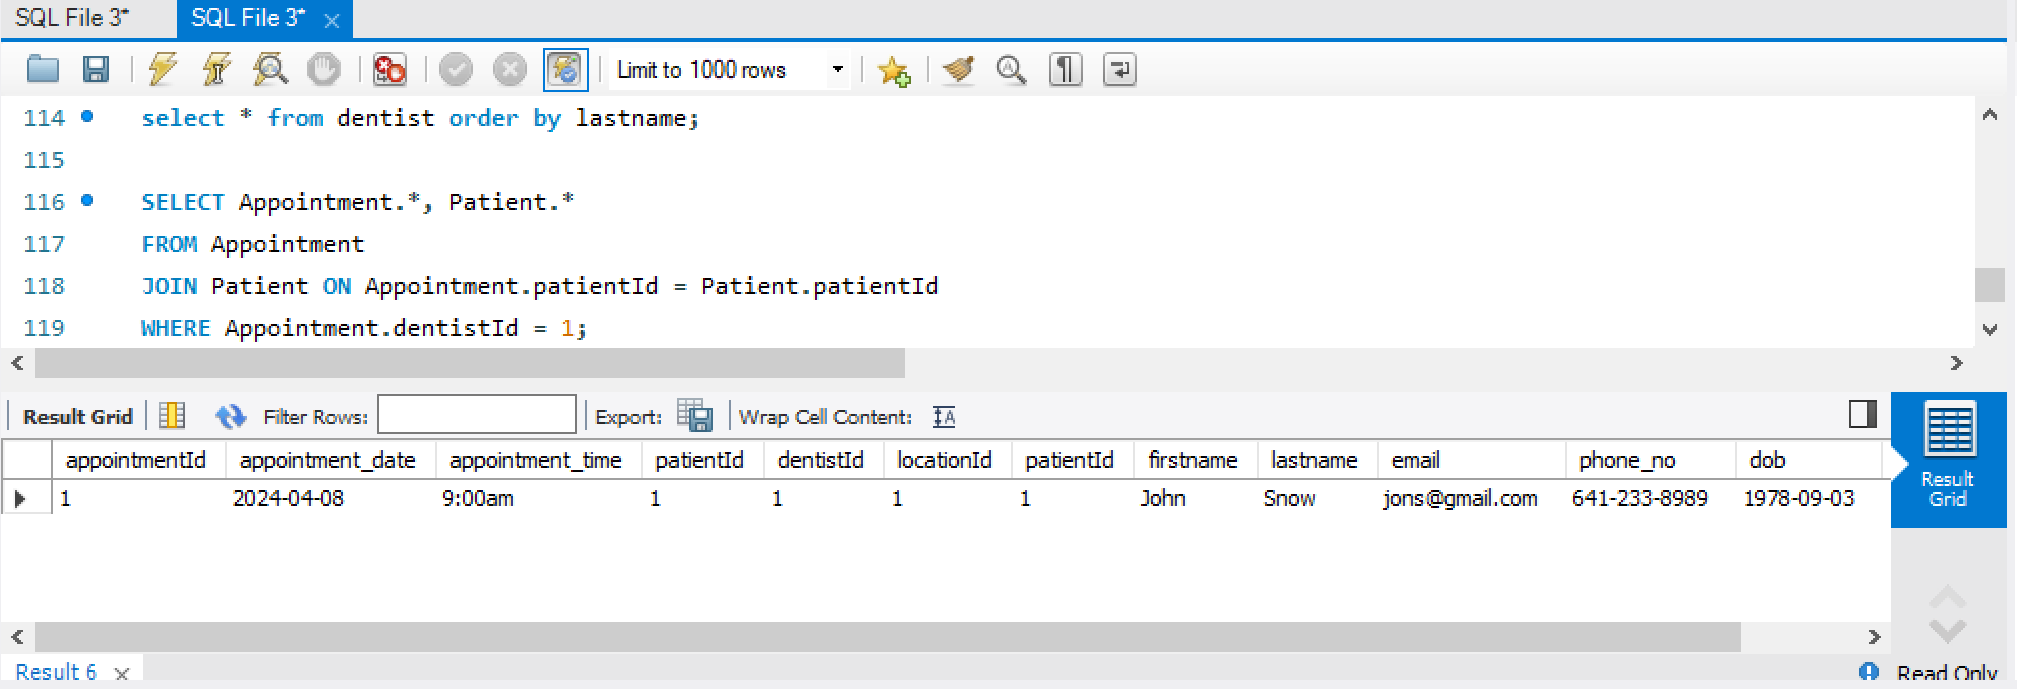 SQL File 3* SQL File 3*
Limit to 1000 rows
114 select * from dentist order by lastname;
115
116 SELECT Appointment.*, Patient.*
117 FROM Appointment
118 JOIN Patient ON Appointment.patientId = Patient.patientId
119 WHERE Appointment.dentistId = 1;
Result Grid Filter Rows: Export: Wrap Cell Content: A
appointmentId appointment_date appointment_time patientId dentistId locationId patientId firstname lastname email phone_no dob
1 2024-04-08 9:00am 1 1 1 1 John Snow jons@gmail.com 641-233-8989 1978-09-03
Result
Grid
Result 6 Read Only